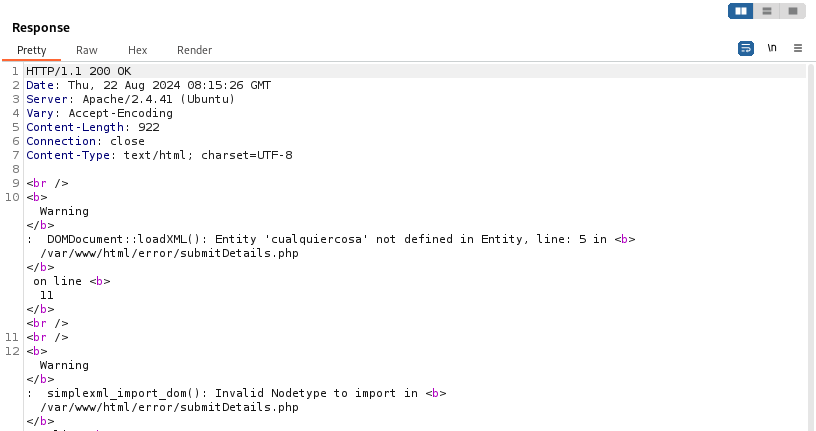 Response
Pretty Raw Hex Render
\n
1 HTTP/1.1 200 OK
2 Date: Thu, 22 Aug 2024 08:15:26 GMT
3 Server: Apache/2.4.41 (Ubuntu)
4 Vary: Accept-Encoding
5 Content-Length: 922
6 Connection: close
7 Content-Type: text/html; charset=UTF-8
8
9 <br />
10 <b>
Warning
</b>
:  DOMDocument::loadXML(): Entity 'cualquiercosa' not defined in Entity, line: 5 in <b>
/var/www/html/error/submitDetails.php
</b>
on line <b>
11
</b>
<br />
11 <br />
12 <b>
Warning
</b>
:  simplexml_import_dom(): Invalid Nodetype to import in <b>
/var/www/html/error/submitDetails.php
</b>